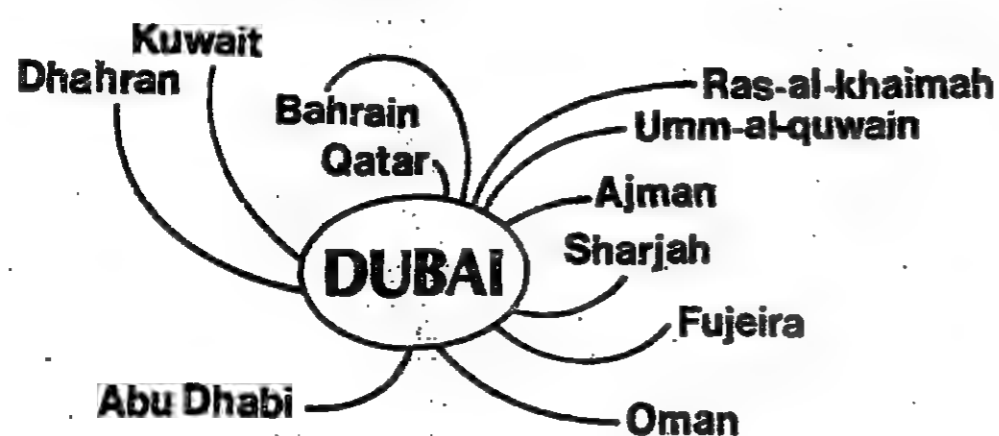 Kuwait
Dhahran
Bahrain
Qatar
Ras-al-khaimah
Umm-al-quwain
Ajman
Sharjah
DUBAI
Fujeira
Abu Dhabi
Oman